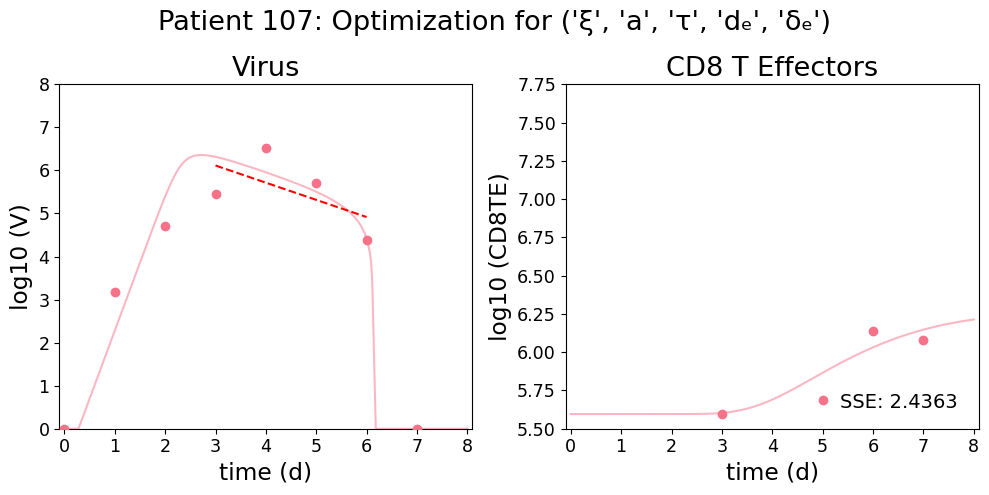 Patient 107: Optimization for ('ξ', 'a', 'τ', 'dₑ', 'δₑ')
Virus
CD8 T Effectors
log10 (V)
8
7
6
5
4
3
2
1
0
0 1 2 3 4 5 6 7 8
time (d)
log10 (CD8TE)
7.75
7.50
7.25
7.00
6.75
6.50
6.25
6.00
5.75
5.50
SSE: 2.4363
0 1 2 3 4 5 6 7 8
time (d)